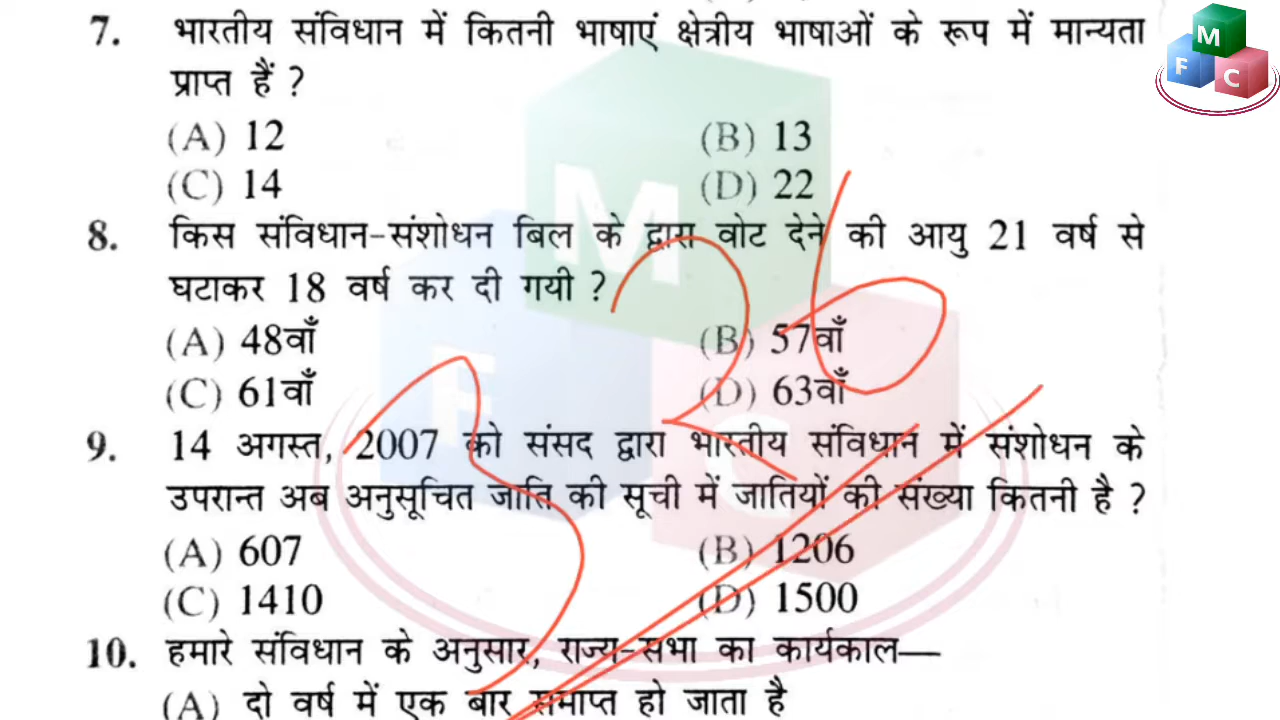 7. भारतीय संविधान में कितनी भाषाएं क्षेत्रीय भाषाओं के रूप में मान्यता
प्राप्त हैं ?
(A) 12 (B) 13
(C) 14 (D) 22
8. किस संविधान-संशोधन बिल के द्वारा वोट देने की आयु 21 वर्ष से
घटाकर 18 वर्ष कर दी गयी ?
(A) 48वाँ (B) 57वाँ
(C) 61वाँ (D) 63वाँ
9. 14 अगस्त, 2007 को संसद द्वारा भारतीय संविधान में संशोधन के
उपरान्त अब अनुसूचित जाति की सूची में जातियों की संख्या कितनी है ?
(A) 607 (B) 1206
(C) 1410 (D) 1500
10. हमारे संविधान के अनुसार, राज्य-सभा का कार्यकाल—
(A) दो वर्ष में एक बार समाप्त हो जाता है
M
F C
M
F C